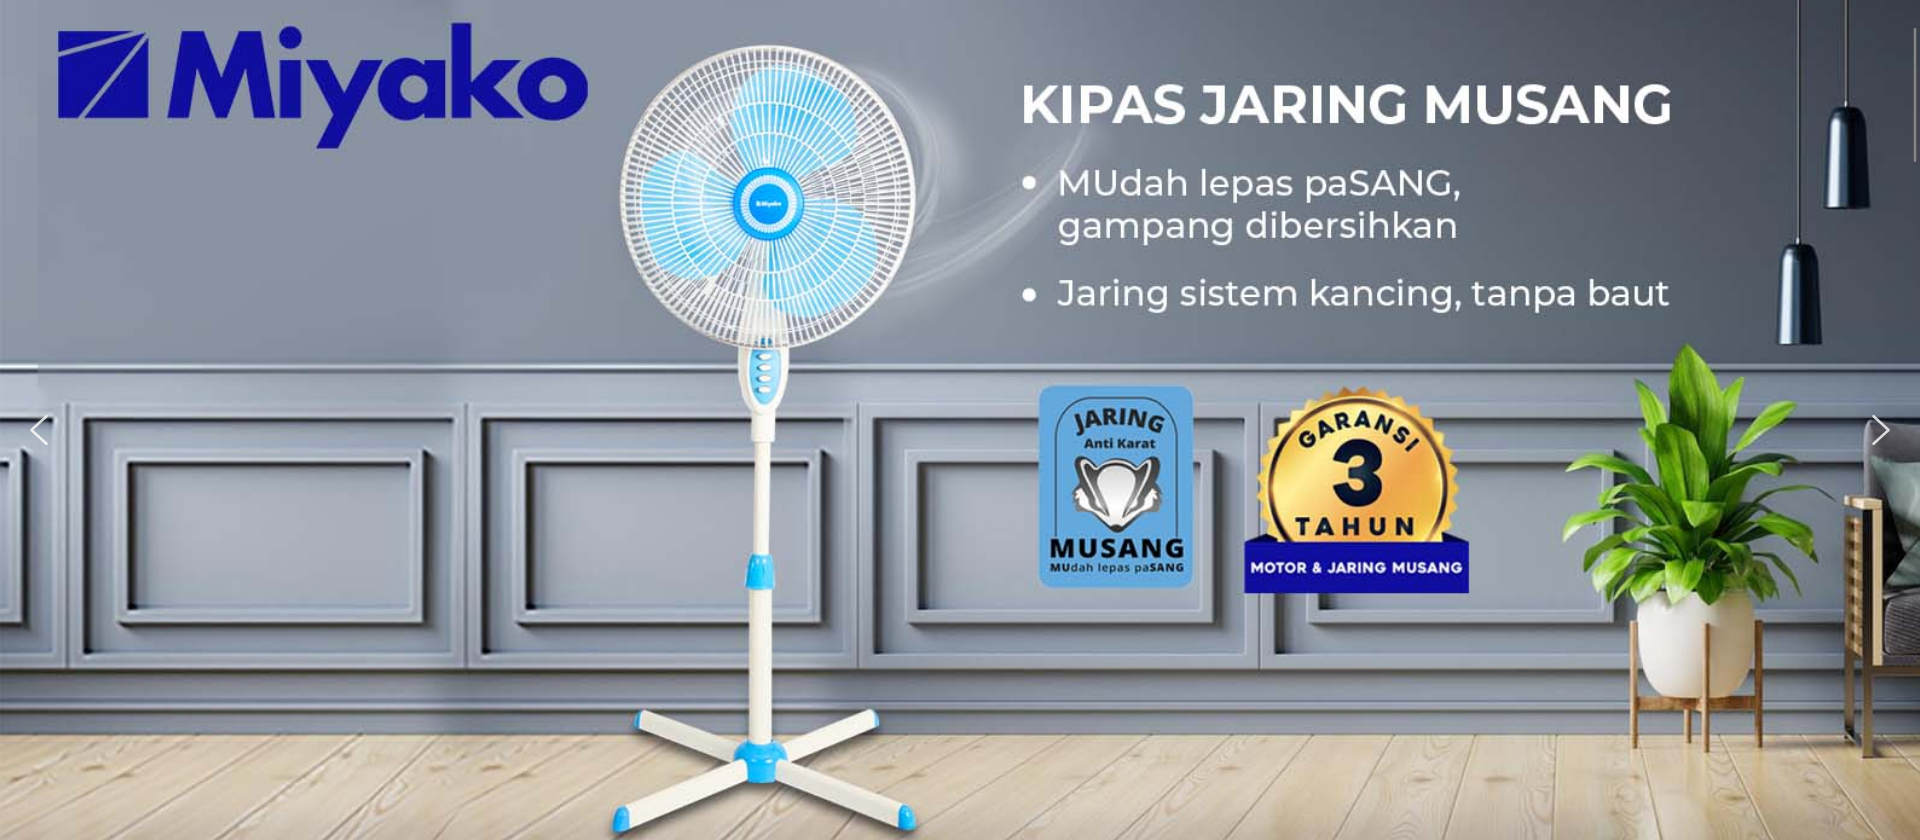 Miyako
Miyako
KIPAS JARING MUSANG
• MUdah lepas paSANG,
gampang dibersihkan
• Jaring sistem kancing, tanpa baut
JARING
Anti Karat
MUSANG
MUdah lepas paSANG
GARANSI
3
TAHUN
MOTOR & JARING MUSANG